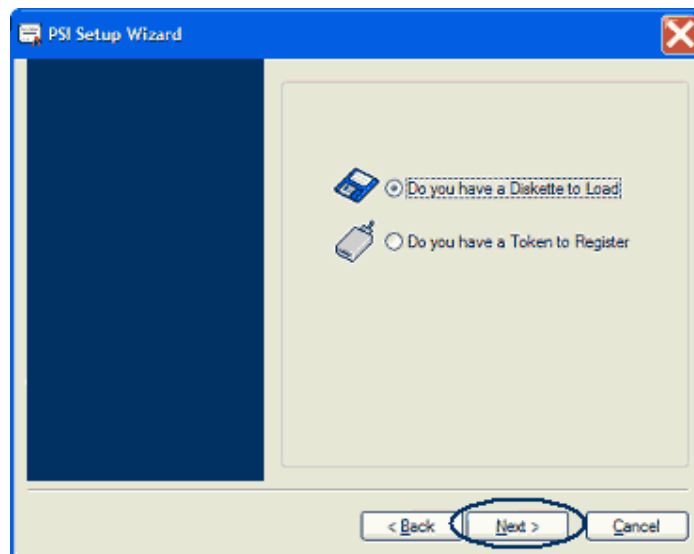 PSI Setup Wizard
Do you have a Diskette to Load
Do you have a Token to Register
< Back
Next >
Cancel